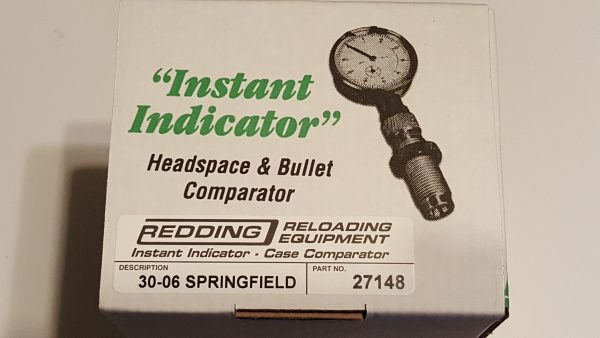 "Instant
Indicator"
Headspace & Bullet
Comparator
REDDING RELOADING
EQUIPMENT
Instant Indicator - Case Comparator
DESCRIPTION
30-06 SPRINGFIELD
PART NO.
27148